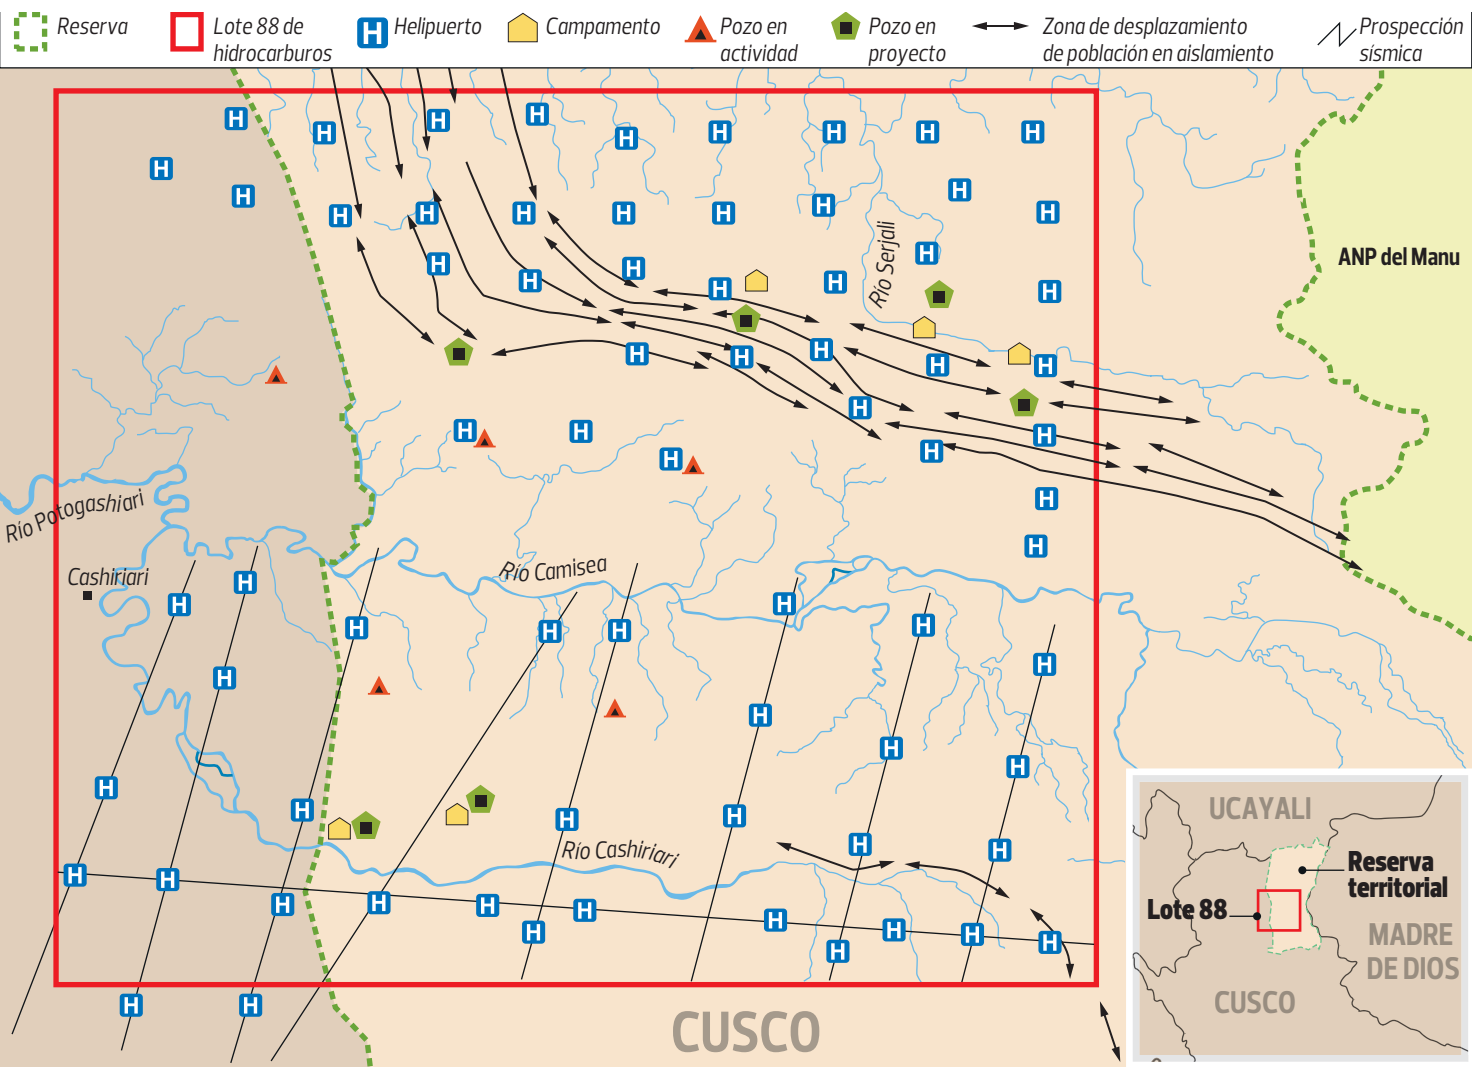 Reserva
Lote 88 de
hidrocarburos
H
Helipuerto
Campamento
Pozo en
actividad
Pozo en
proyecto
Zona de desplazamiento
de población en aislamiento
Prospección
sísmica
ANP del Manu
Río Serjali
Río Potogashiari
Cashiriari
Río Camisea
Río Cashiriari
CUSCO
UCAYALI
Reserva
territorial
Lote 88
MADRE
DE DIOS
CUSCO